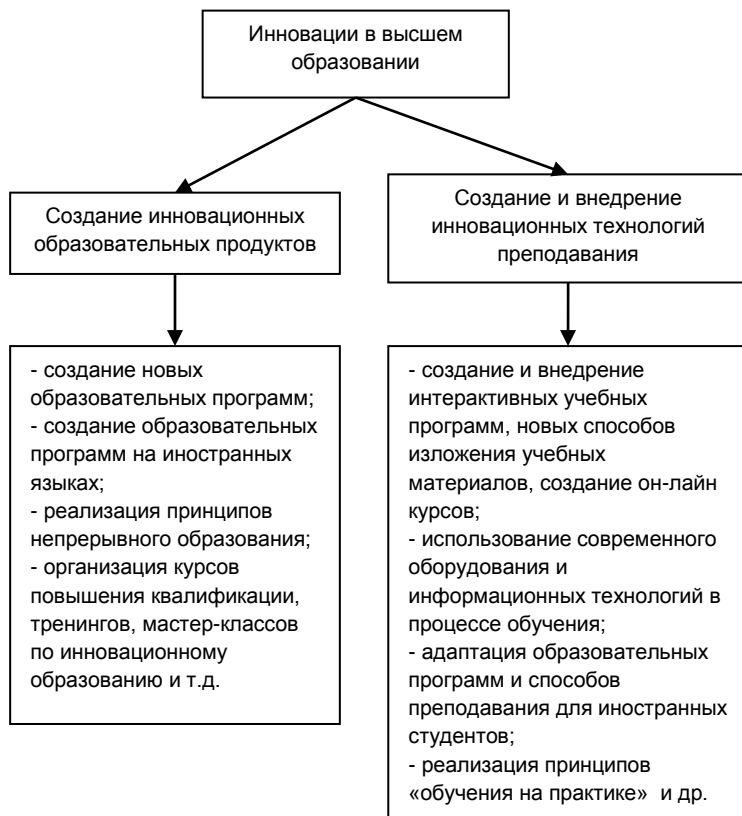 Инновации в высшем
образовании
Создание инновационных
образовательных продуктов
Создание и внедрение
инновационных технологий
преподавания
- создание новых
образовательных программ;
- создание образовательных
программ на иностранных
языках;
- реализация принципов
непрерывного образования;
- организация курсов
повышения квалификации,
тренингов, мастер-классов
по инновационному
образованию и т.д.
- создание и внедрение
интерактивных учебных
программ, новых способов
изложения учебных
материалов, создание он-лайн
курсов;
- использование современного
оборудования и
информационных технологий в
процессе обучения;
- адаптация образовательных
программ и способов
преподавания для иностранных
студентов;
- реализация принципов
«обучения на практике» и др.